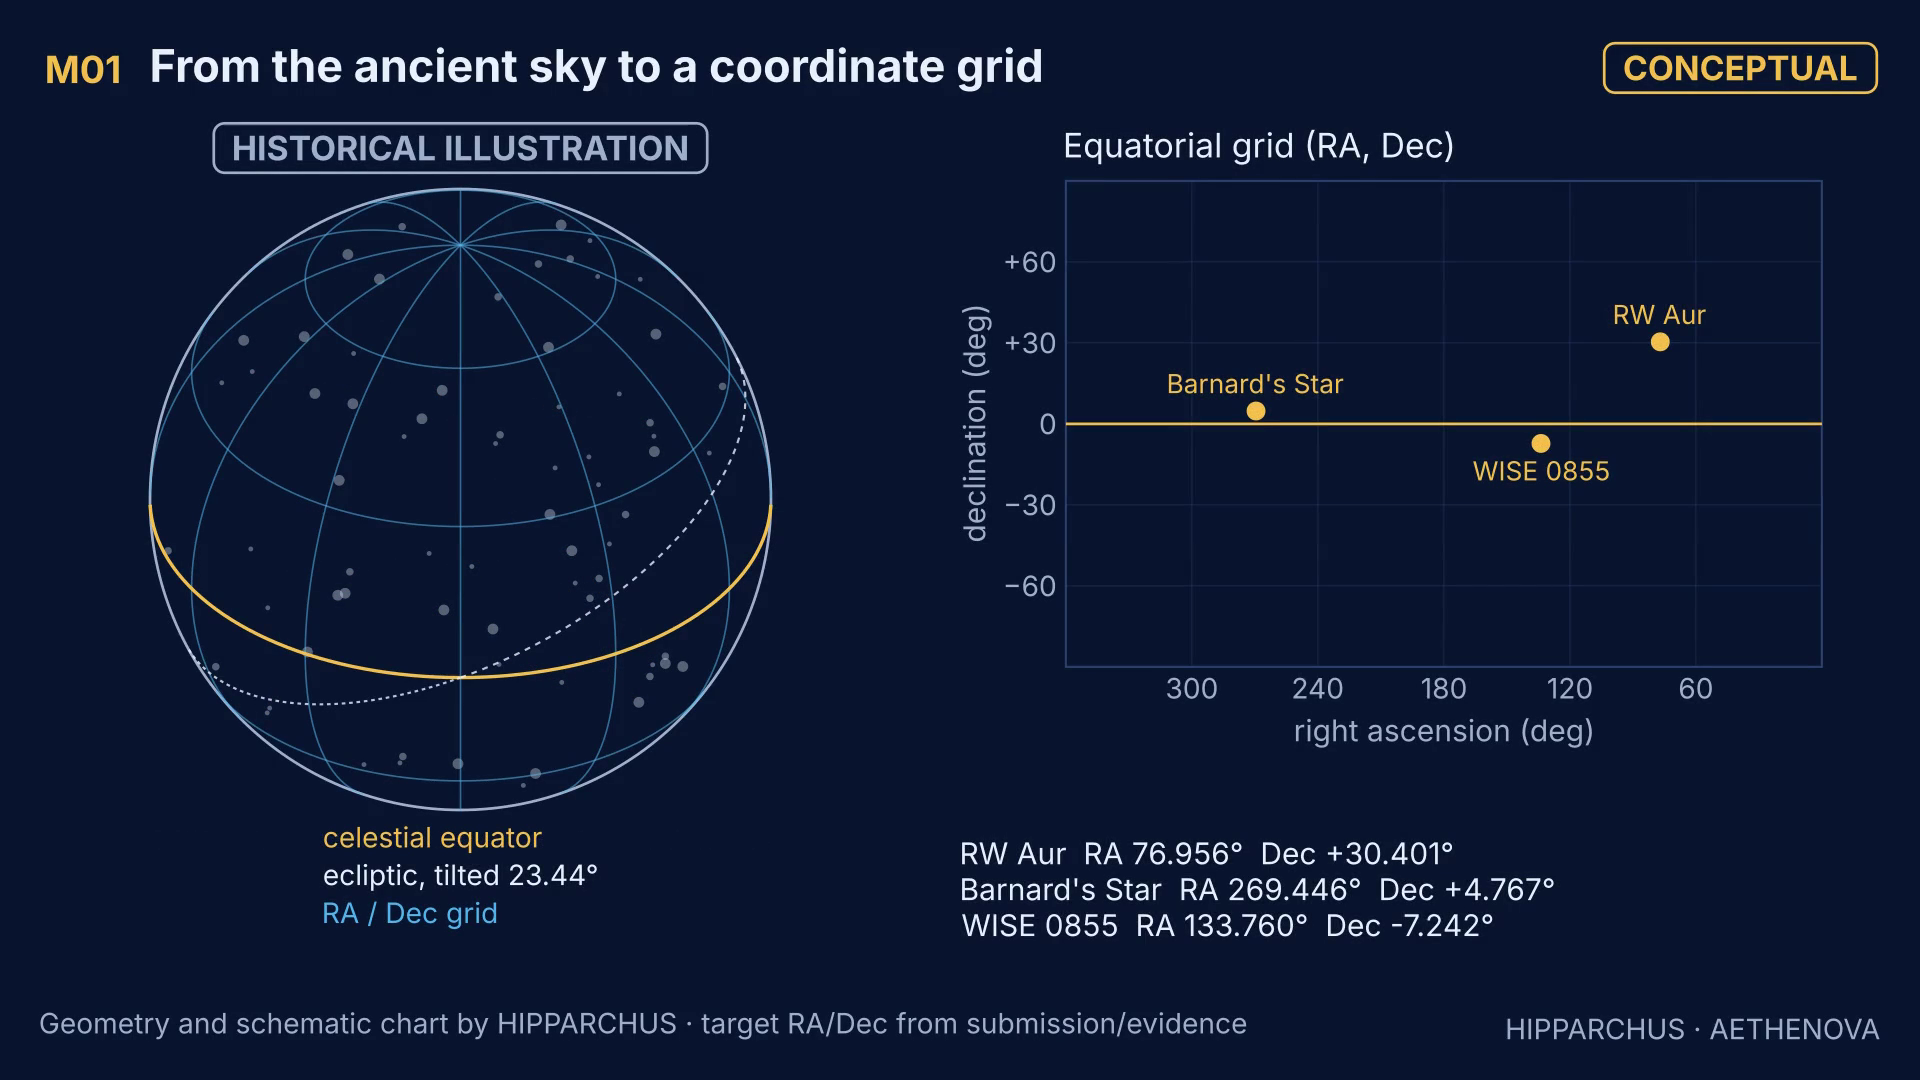 M01 From the ancient sky to a coordinate grid
CONCEPTUAL
HISTORICAL ILLUSTRATION
celestial equator
ecliptic, tilted 23.44°
RA / Dec grid
Equatorial grid (RA, Dec)
declination (deg)
+60
+30
0
−30
−60
RW Aur
Barnard's Star
WISE 0855
300 240 180 120 60
right ascension (deg)
RW Aur RA 76.956° Dec +30.401°
Barnard's Star RA 269.446° Dec +4.767°
WISE 0855 RA 133.760° Dec -7.242°
Geometry and schematic chart by HIPPARCHUS · target RA/Dec from submission/evidence
HIPPARCHUS · AETHENOVA